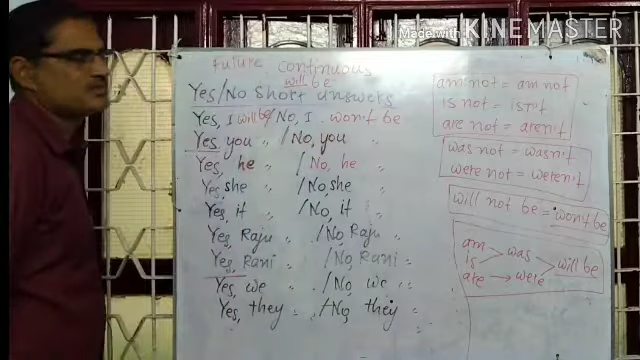 Made with KINEMASTER
Future continuous
will be
Yes/No Short answers
Yes, I will be / No, I won't be
Yes, you / No, you "
Yes, he " / No, he "
Yes, she " / No, she "
Yes, it " / No, it "
Yes, Raju " / No, Raju "
Yes, Rani " / No, Rani "
Yes, we " / No, we "
Yes, they " / No, they "
am not = am not
is not = isn't
are not = aren't
was not = wasn't
were not = weren't
will not be = won't be
am
is > was
are → were > will be